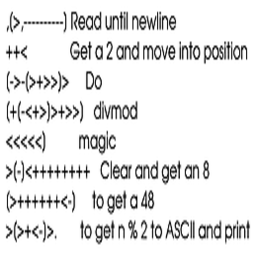 ,(>,----------) Read until newline
++< Get a 2 and move into position
(->-(>+>>)> Do
(+(-<+>)>+>>) divmod
<<<<<) magic
>(-)<++++++++ Clear and get an 8
(>++++++<-) to get a 48
>(>+<-)>. to get n % 2 to ASCII and print